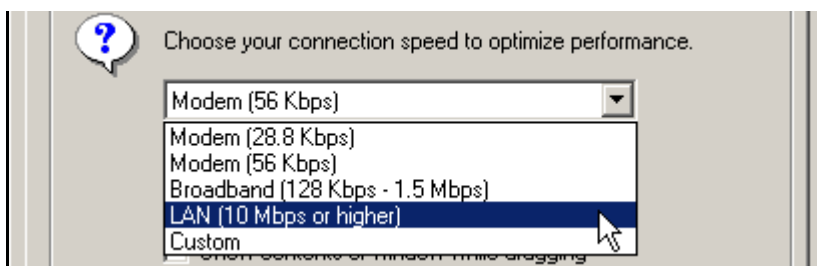 Choose your connection speed to optimize performance.
Modem (56 Kbps)
Modem (28.8 Kbps)
Modem (56 Kbps)
Broadband (128 Kbps - 1.5 Mbps)
LAN (10 Mbps or higher)
Custom